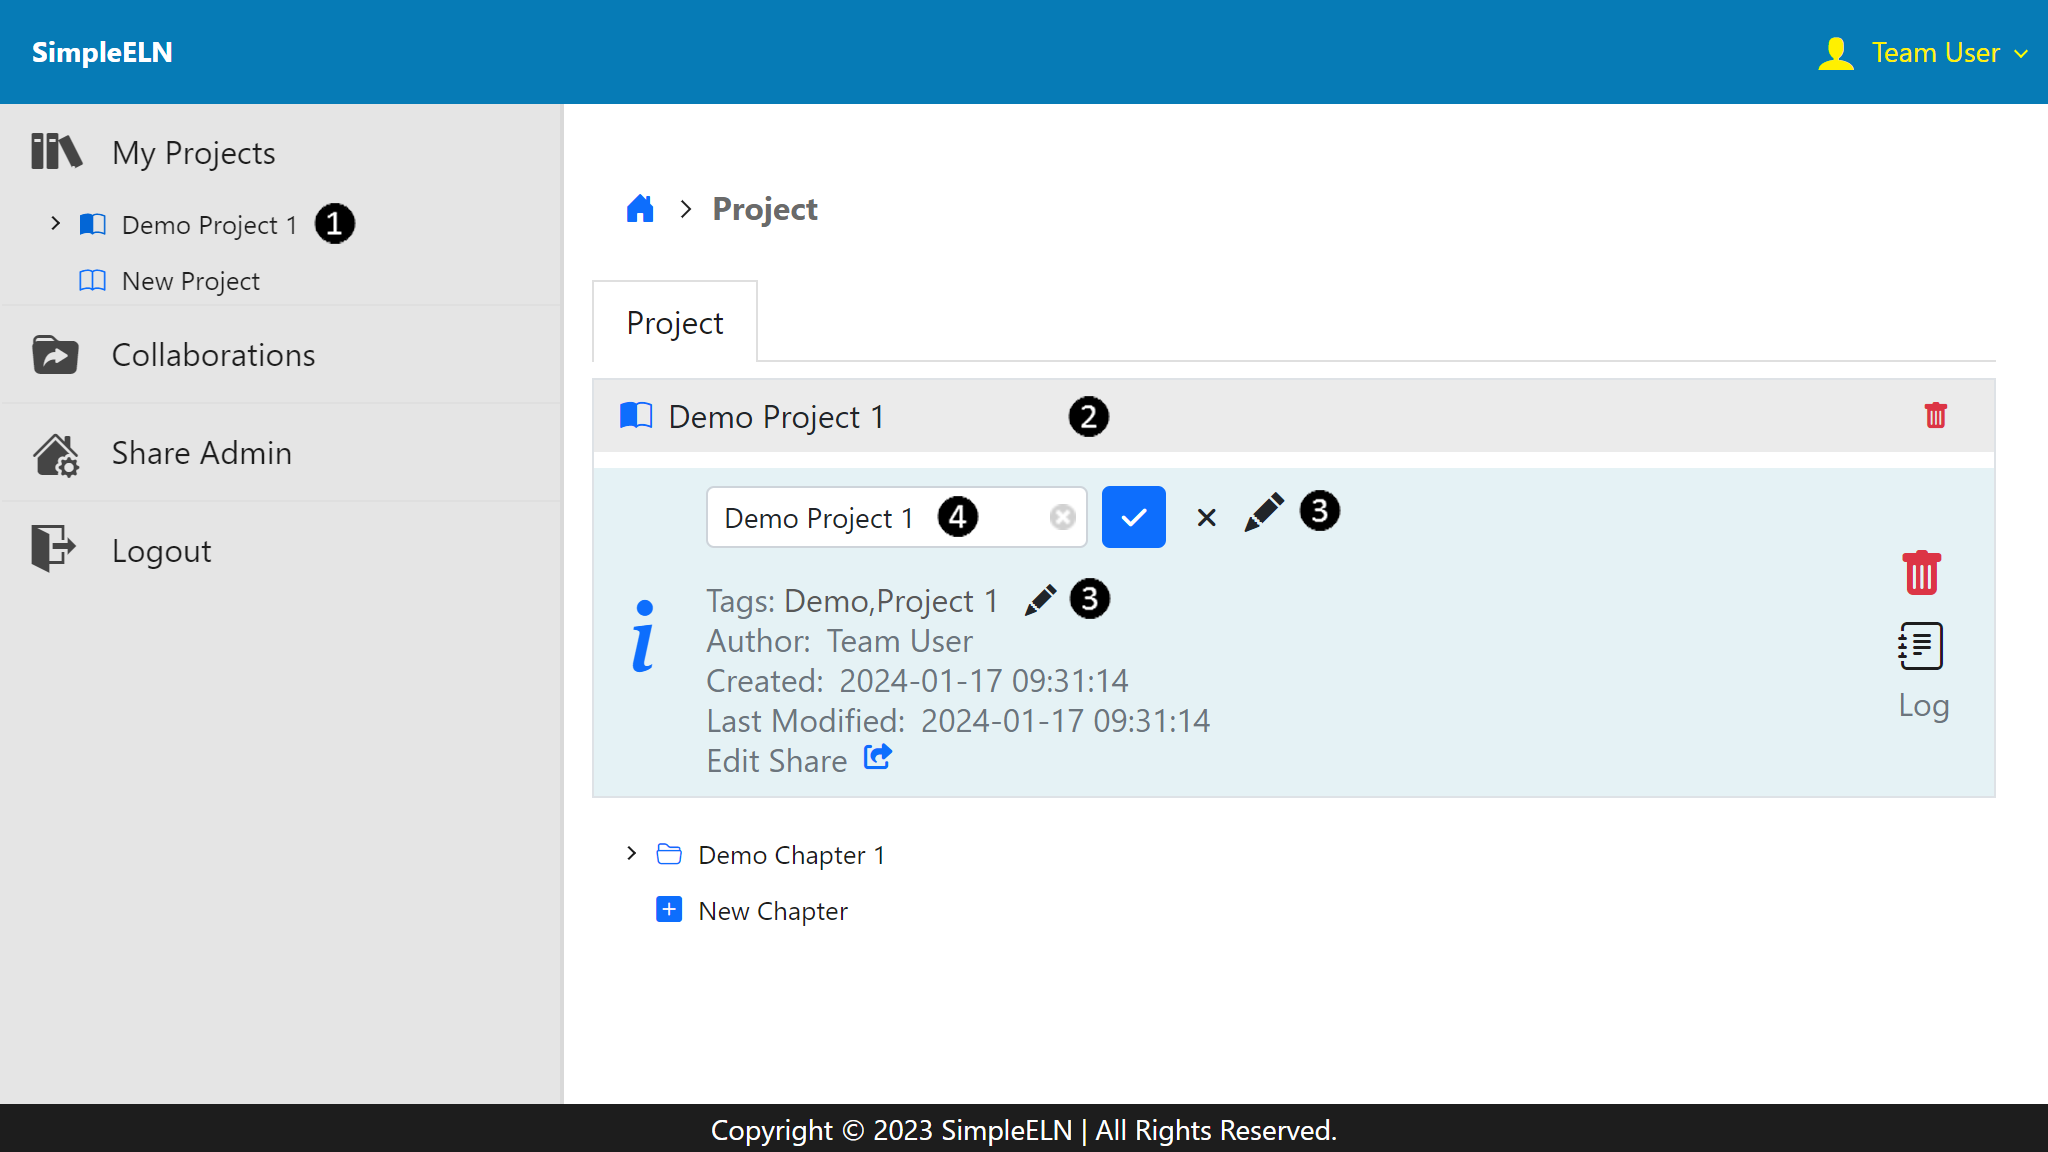 SimpleELN
Team User
My Projects
Demo Project 1 1
New Project
Collaborations
Share Admin
Logout
Project
Project
Demo Project 1 2
Demo Project 1 4 3
Tags: Demo,Project 1 3
Author: Team User
Created: 2024-01-17 09:31:14
Last Modified: 2024-01-17 09:31:14
Edit Share
Log
Demo Chapter 1
New Chapter
Copyright © 2023 SimpleELN | All Rights Reserved.